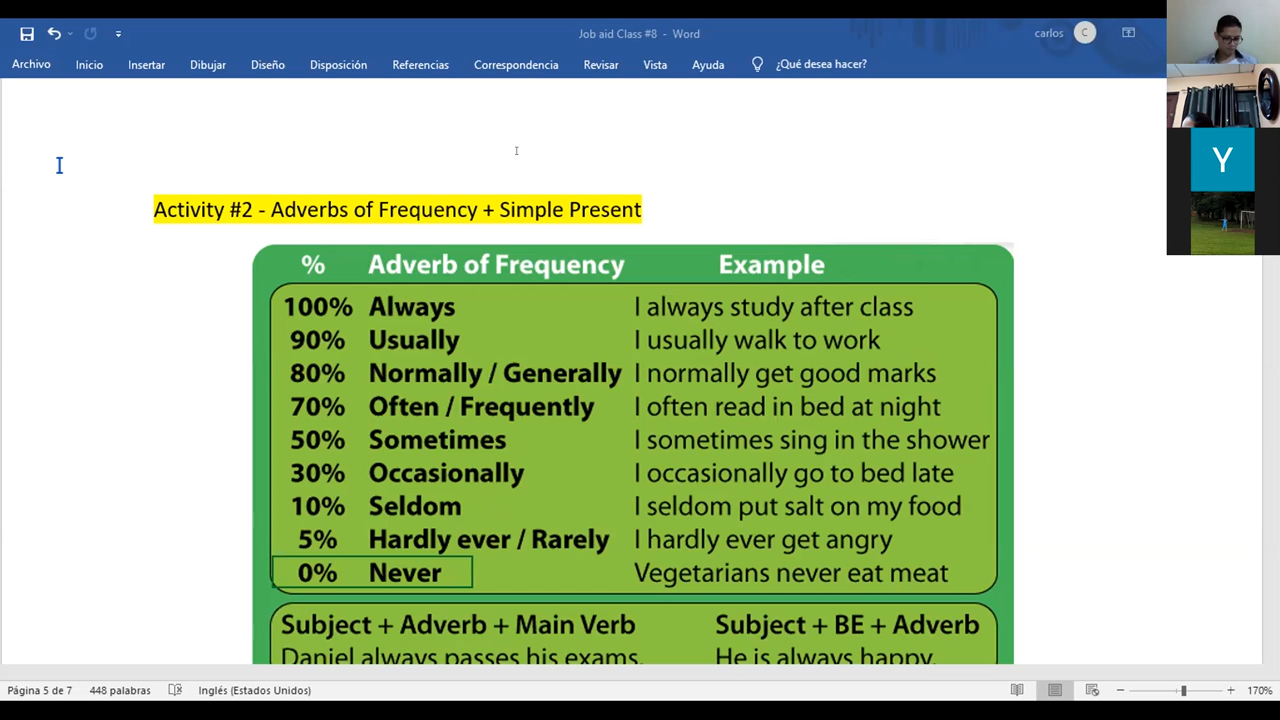 Job aid Class #8 - Word
carlos C
Archivo Inicio Insertar Dibujar Diseño Disposición Referencias Correspondencia Revisar Vista Ayuda ¿Qué desea hacer?
Y
Activity #2 - Adverbs of Frequency + Simple Present
% Adverb of Frequency Example
100% Always I always study after class
90% Usually I usually walk to work
80% Normally / Generally I normally get good marks
70% Often / Frequently I often read in bed at night
50% Sometimes I sometimes sing in the shower
30% Occasionally I occasionally go to bed late
10% Seldom I seldom put salt on my food
5% Hardly ever / Rarely I hardly ever get angry
0% Never Vegetarians never eat meat
Subject + Adverb + Main Verb Subject + BE + Adverb
Daniel always passes his exams. He is always happy.
Página 5 de 7 448 palabras Inglés (Estados Unidos) 170%